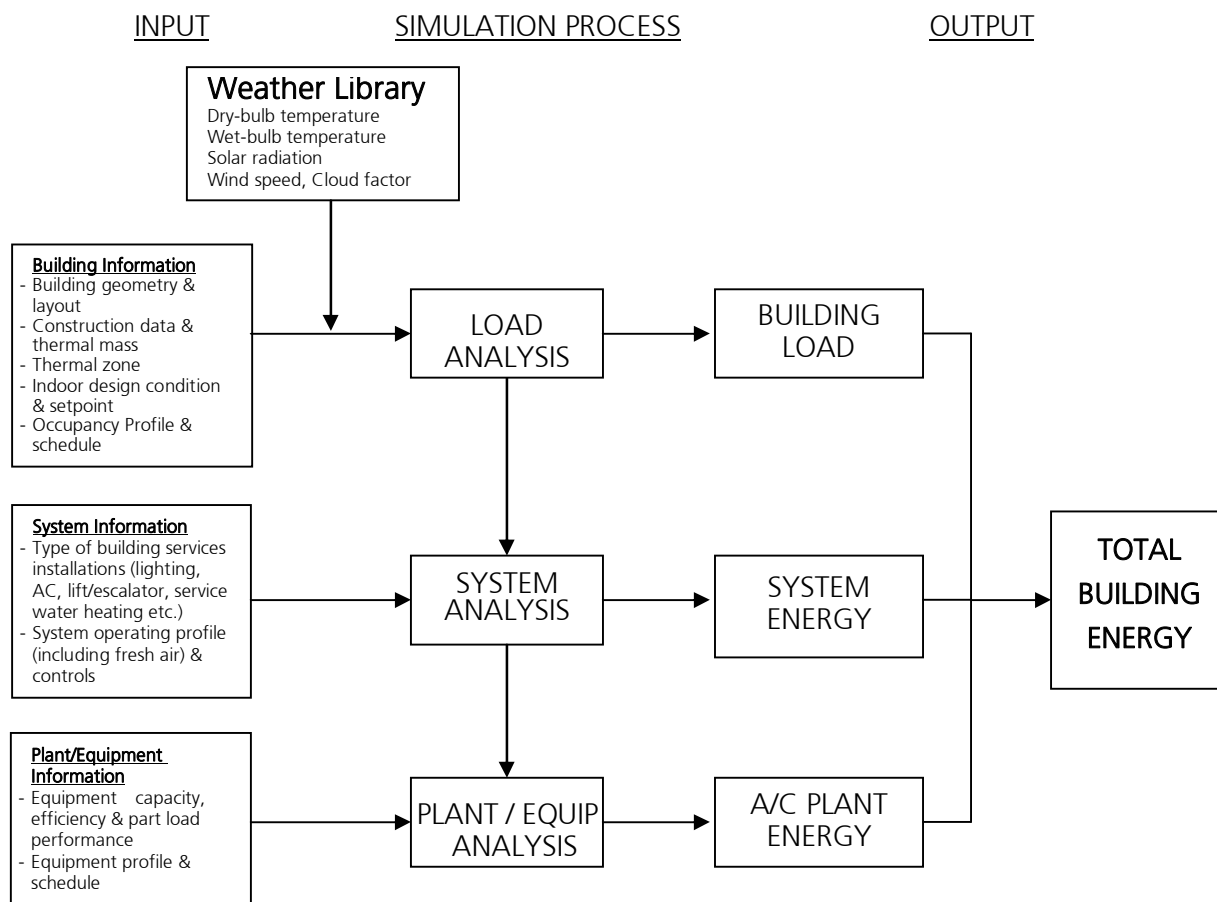 INPUT
SIMULATION PROCESS
OUTPUT
Weather Library
Dry-bulb temperature
Wet-bulb temperature
Solar radiation
Wind speed, Cloud factor
Building Information
- Building geometry &
layout
- Construction data &
thermal mass
- Thermal zone
- Indoor design condition
& setpoint
- Occupancy Profile &
schedule
LOAD
ANALYSIS
BUILDING
LOAD
System Information
- Type of building services
installations (lighting,
AC, lift/escalator, service
water heating etc.)
- System operating profile
(including fresh air) &
controls
SYSTEM
ANALYSIS
SYSTEM
ENERGY
TOTAL
BUILDING
ENERGY
Plant/Equipment
Information
- Equipment capacity,
efficiency & part load
performance
- Equipment profile &
schedule
PLANT / EQUIP
ANALYSIS
A/C PLANT
ENERGY